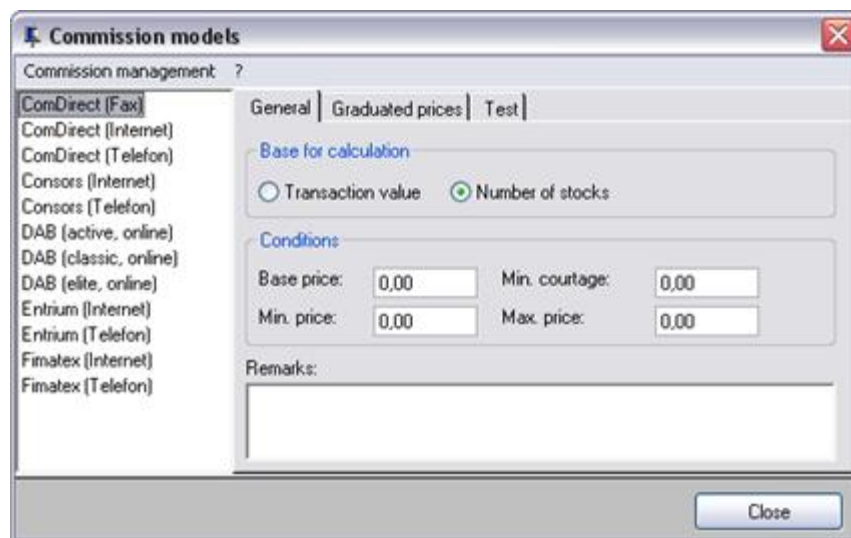 Commission models
Commission management ?
ComDirect (Fax)
ComDirect (Internet)
ComDirect (Telefon)
Consors (Internet)
Consors (Telefon)
DAB (active, online)
DAB (classic, online)
DAB (elite, online)
Entrium (Internet)
Entrium (Telefon)
Fimatex (Internet)
Fimatex (Telefon)
General Graduated prices Test
Base for calculation
Transaction value Number of stocks
Conditions
Base price: 0,00 Min. courtage: 0,00
Min. price: 0,00 Max. price: 0,00
Remarks:
Close